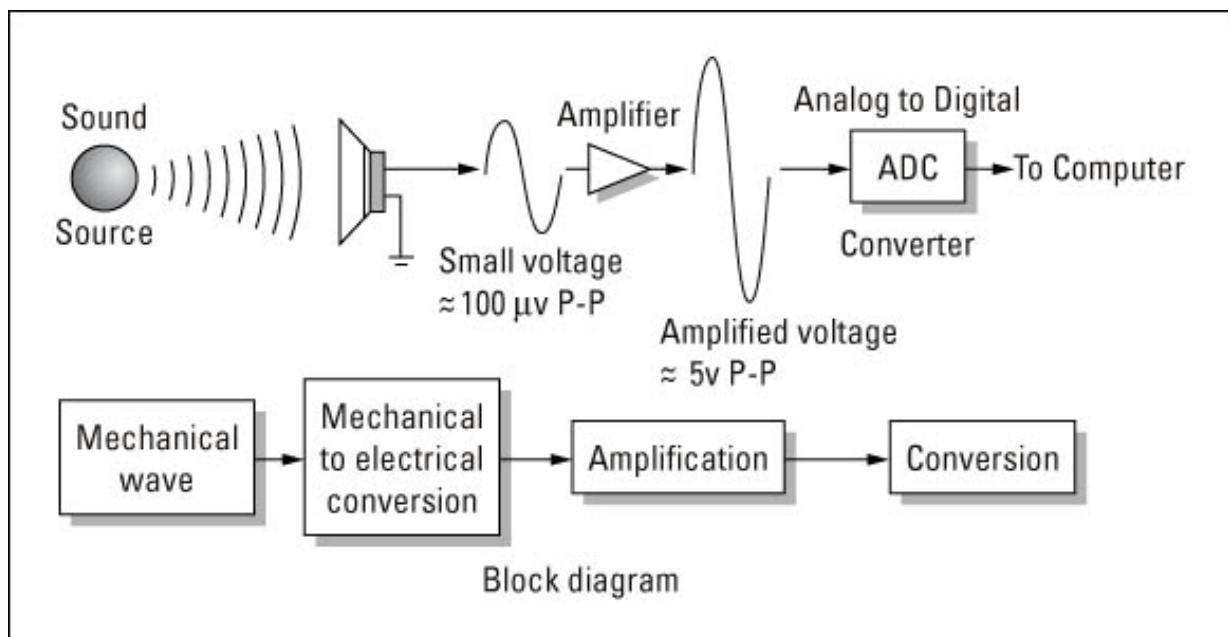 Sound
Source
Small voltage
≈ 100 μv P-P
Amplifier
Amplified voltage
≈ 5v P-P
Analog to Digital
ADC
Converter
To Computer
Mechanical
wave
Mechanical
to electrical
conversion
Amplification
Conversion
Block diagram